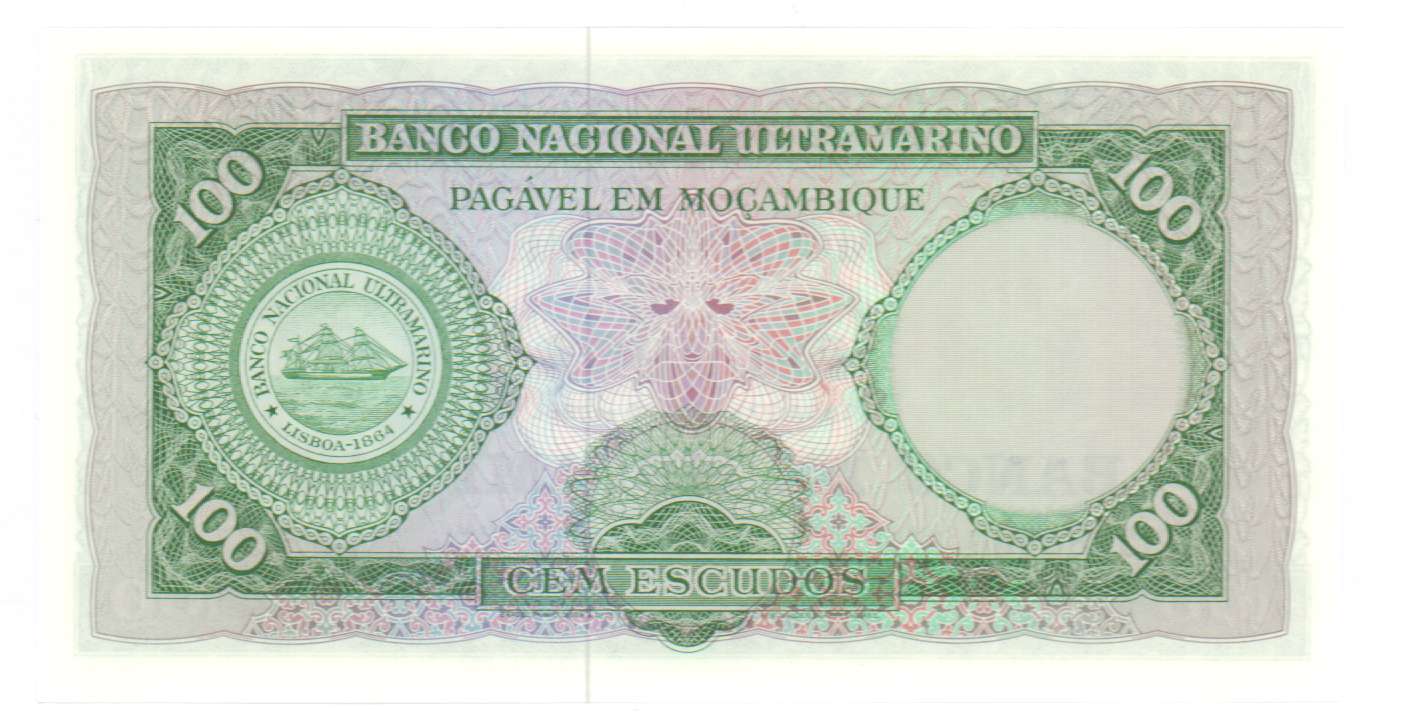 BANCO NACIONAL ULTRAMARINO
100
100
PAGÁVEL EM MOÇAMBIQUE
BANCO NACIONAL ULTRAMARINO
LISBOA-1864
100
100
CEM ESCUDOS